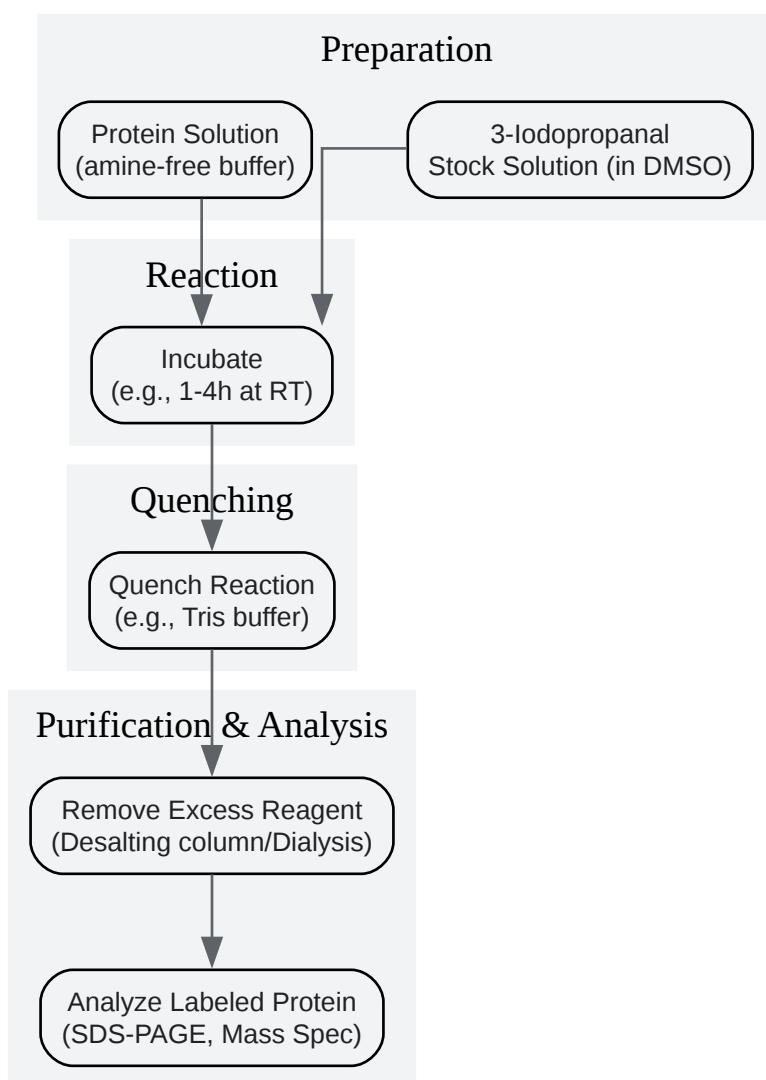 Preparation
Protein Solution
(amine-free buffer)
3-Iodopropanal
Stock Solution (in DMSO)
Reaction
Incubate
(e.g., 1-4h at RT)
Quenching
Quench Reaction
(e.g., Tris buffer)
Purification & Analysis
Remove Excess Reagent
(Desalting column/Dialysis)
Analyze Labeled Protein
(SDS-PAGE, Mass Spec)